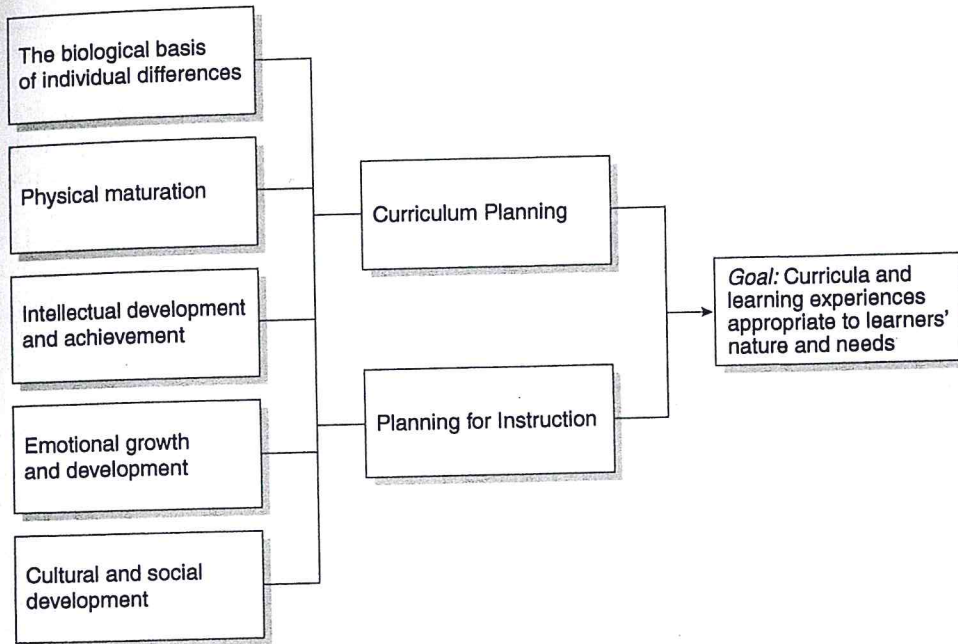 The biological basis
of individual differences
Physical maturation
Intellectual development
and achievement
Emotional growth
and development
Cultural and social
development
Curriculum Planning
Planning for Instruction
Goal: Curricula and
learning experiences
appropriate to learners'
nature and needs